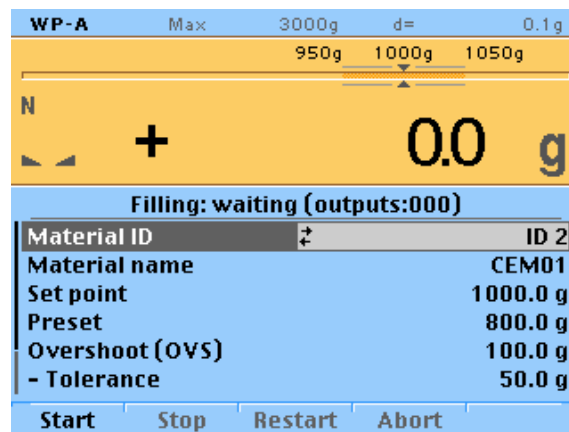 WP-A Max 3000g d= 0.1g
950g 1000g 1050g
N
+ 0.0 g
Filling: waiting (outputs:000)
Material ID ID 2
Material name CEM01
Set point 1000.0 g
Preset 800.0 g
Overshoot (OVS) 100.0 g
- Tolerance 50.0 g
Start Stop Restart Abort